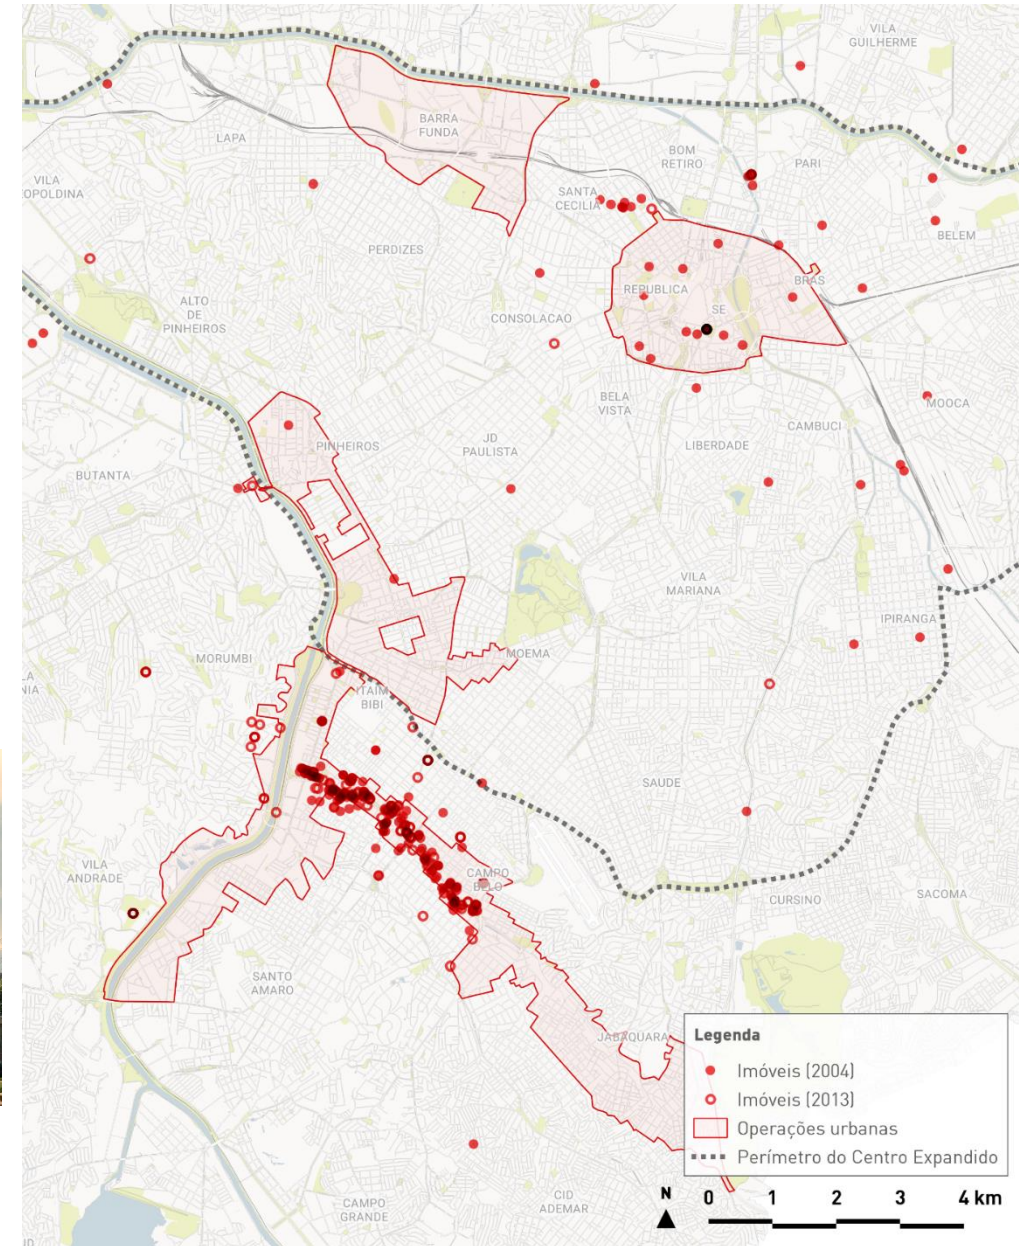 VILA
GUILHERME
BARRA
FUNDA
LAPA
BOM
RETIRO
PARI
VILA
OPOLDINA
SANTA
CECILIA
PERDIZES
BELEM
BRAS
REPUBLICA
ALTO
DE
PINHEIROS
SE
CONSOLACAO
BELA
VISTA
MOOCA
CAMBUCI
PINHEIROS
JD
PAULISTA
LIBERDADE
BUTANTA
VILA
MARIANA
IPIRANGA
MORUMBI
MOEMA
LA
NIA
ITAIM
BIBI
SAUDE
VILA
ANDRADE
CAMPO
BELO
CURSINO
SACOMA
SANTO
AMARO
JABAQUARA
CAMPO
GRANDE
CID
ADEMAR
Legenda
Imóveis (2004)
Imóveis (2013)
Operações urbanas
Perímetro do Centro Expandido
N 0 1 2 3 4 km